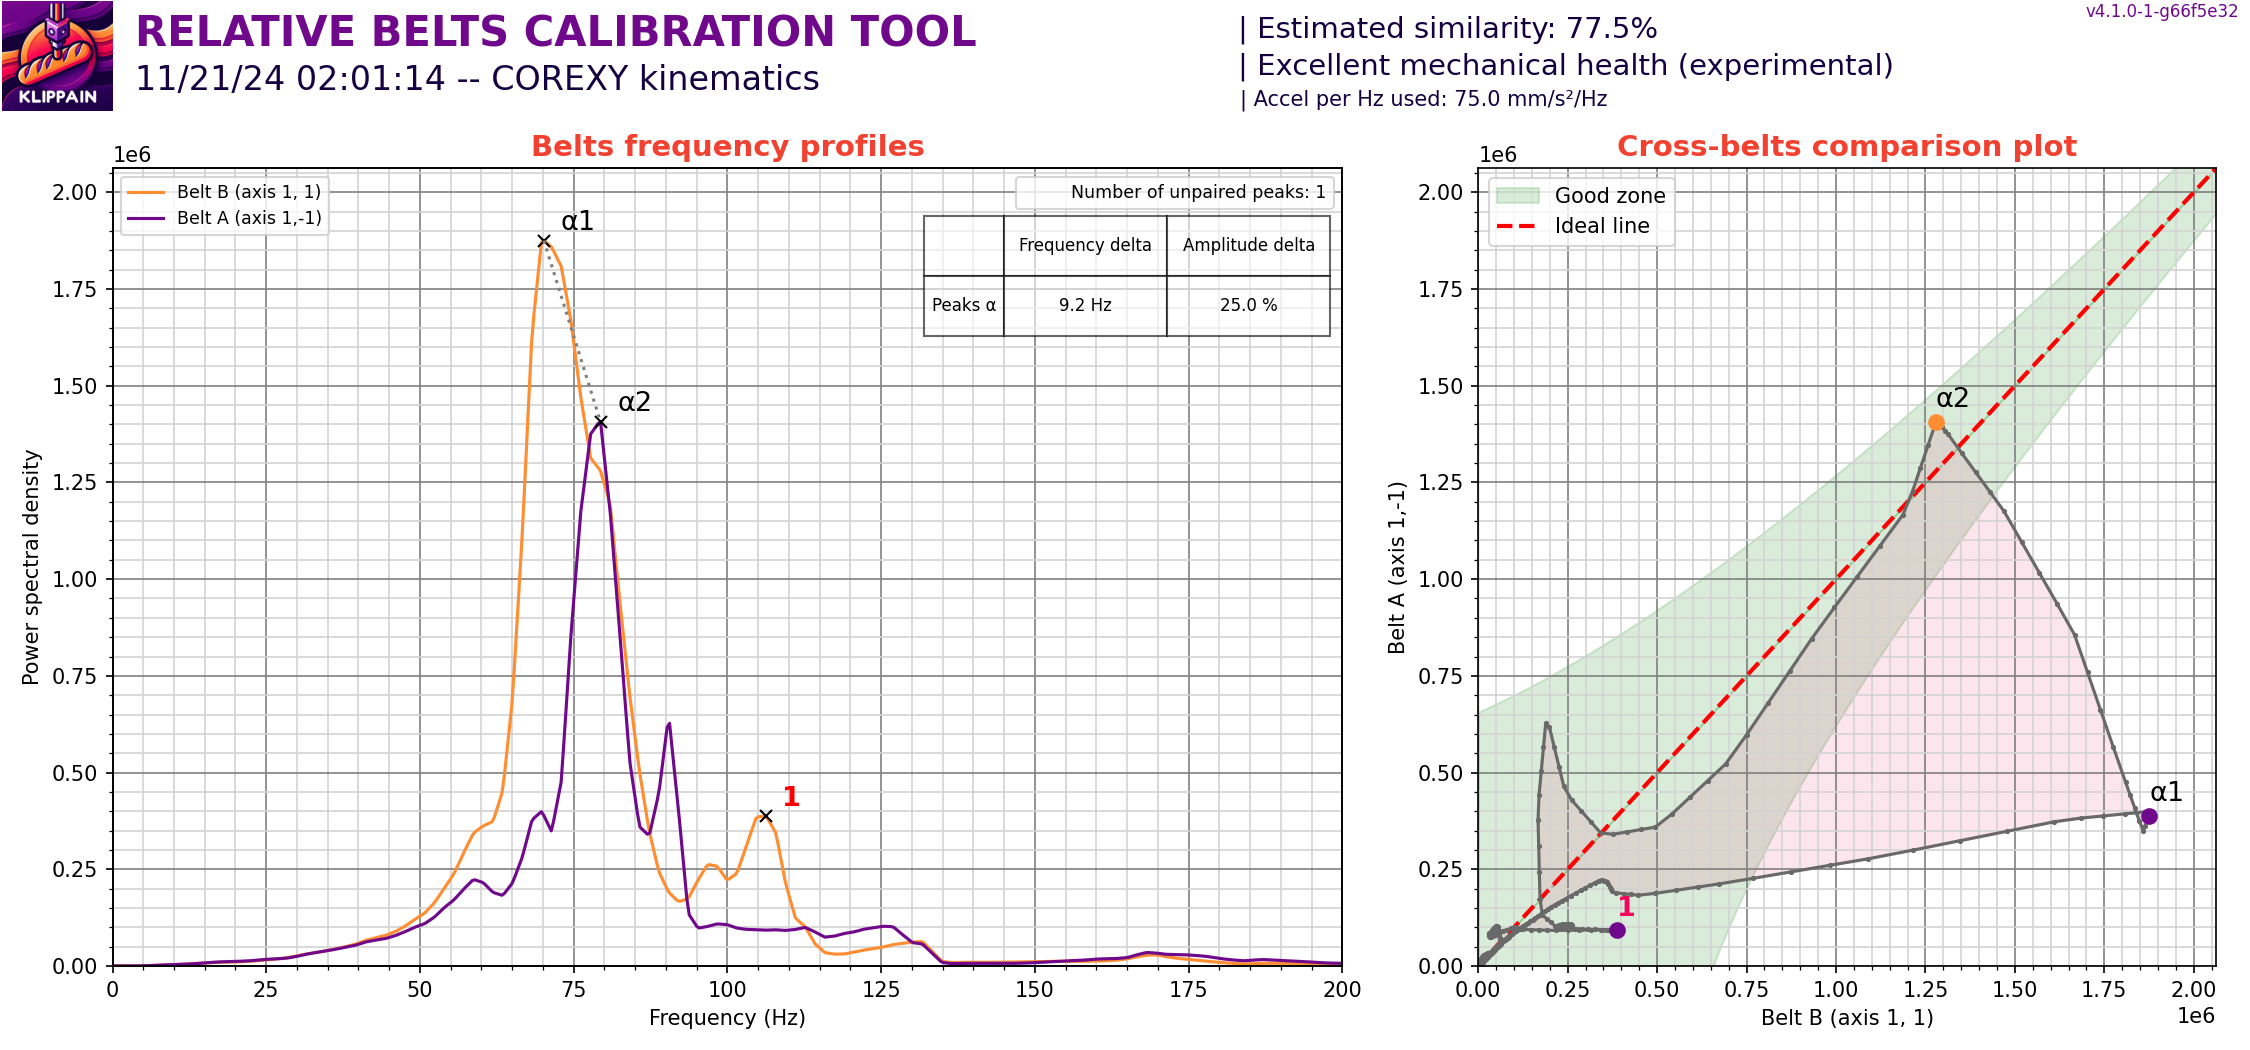 KLIPPAIN
RELATIVE BELTS CALIBRATION TOOL
11/21/24 02:01:14 -- COREXY kinematics
| Estimated similarity: 77.5%
| Excellent mechanical health (experimental)
| Accel per Hz used: 75.0 mm/s²/Hz
v4.1.0-1-g66f5e32
Belts frequency profiles
1e6
Belt B (axis 1, 1)
Belt A (axis 1,-1)
Number of unpaired peaks: 1
Frequency delta Amplitude delta
Peaks α 9.2 Hz 25.0 %
α1
α2
1
2.00
1.75
1.50
1.25
1.00
0.75
0.50
0.25
0.00
Power spectral density
0 25 50 75 100 125 150 175 200
Frequency (Hz)
Cross-belts comparison plot
1e6
Good zone
Ideal line
α2
α1
1
2.00
1.75
1.50
1.25
1.00
0.75
0.50
0.25
0.00
Belt A (axis 1,-1)
0.00 0.25 0.50 0.75 1.00 1.25 1.50 1.75 2.00
Belt B (axis 1, 1)
1e6